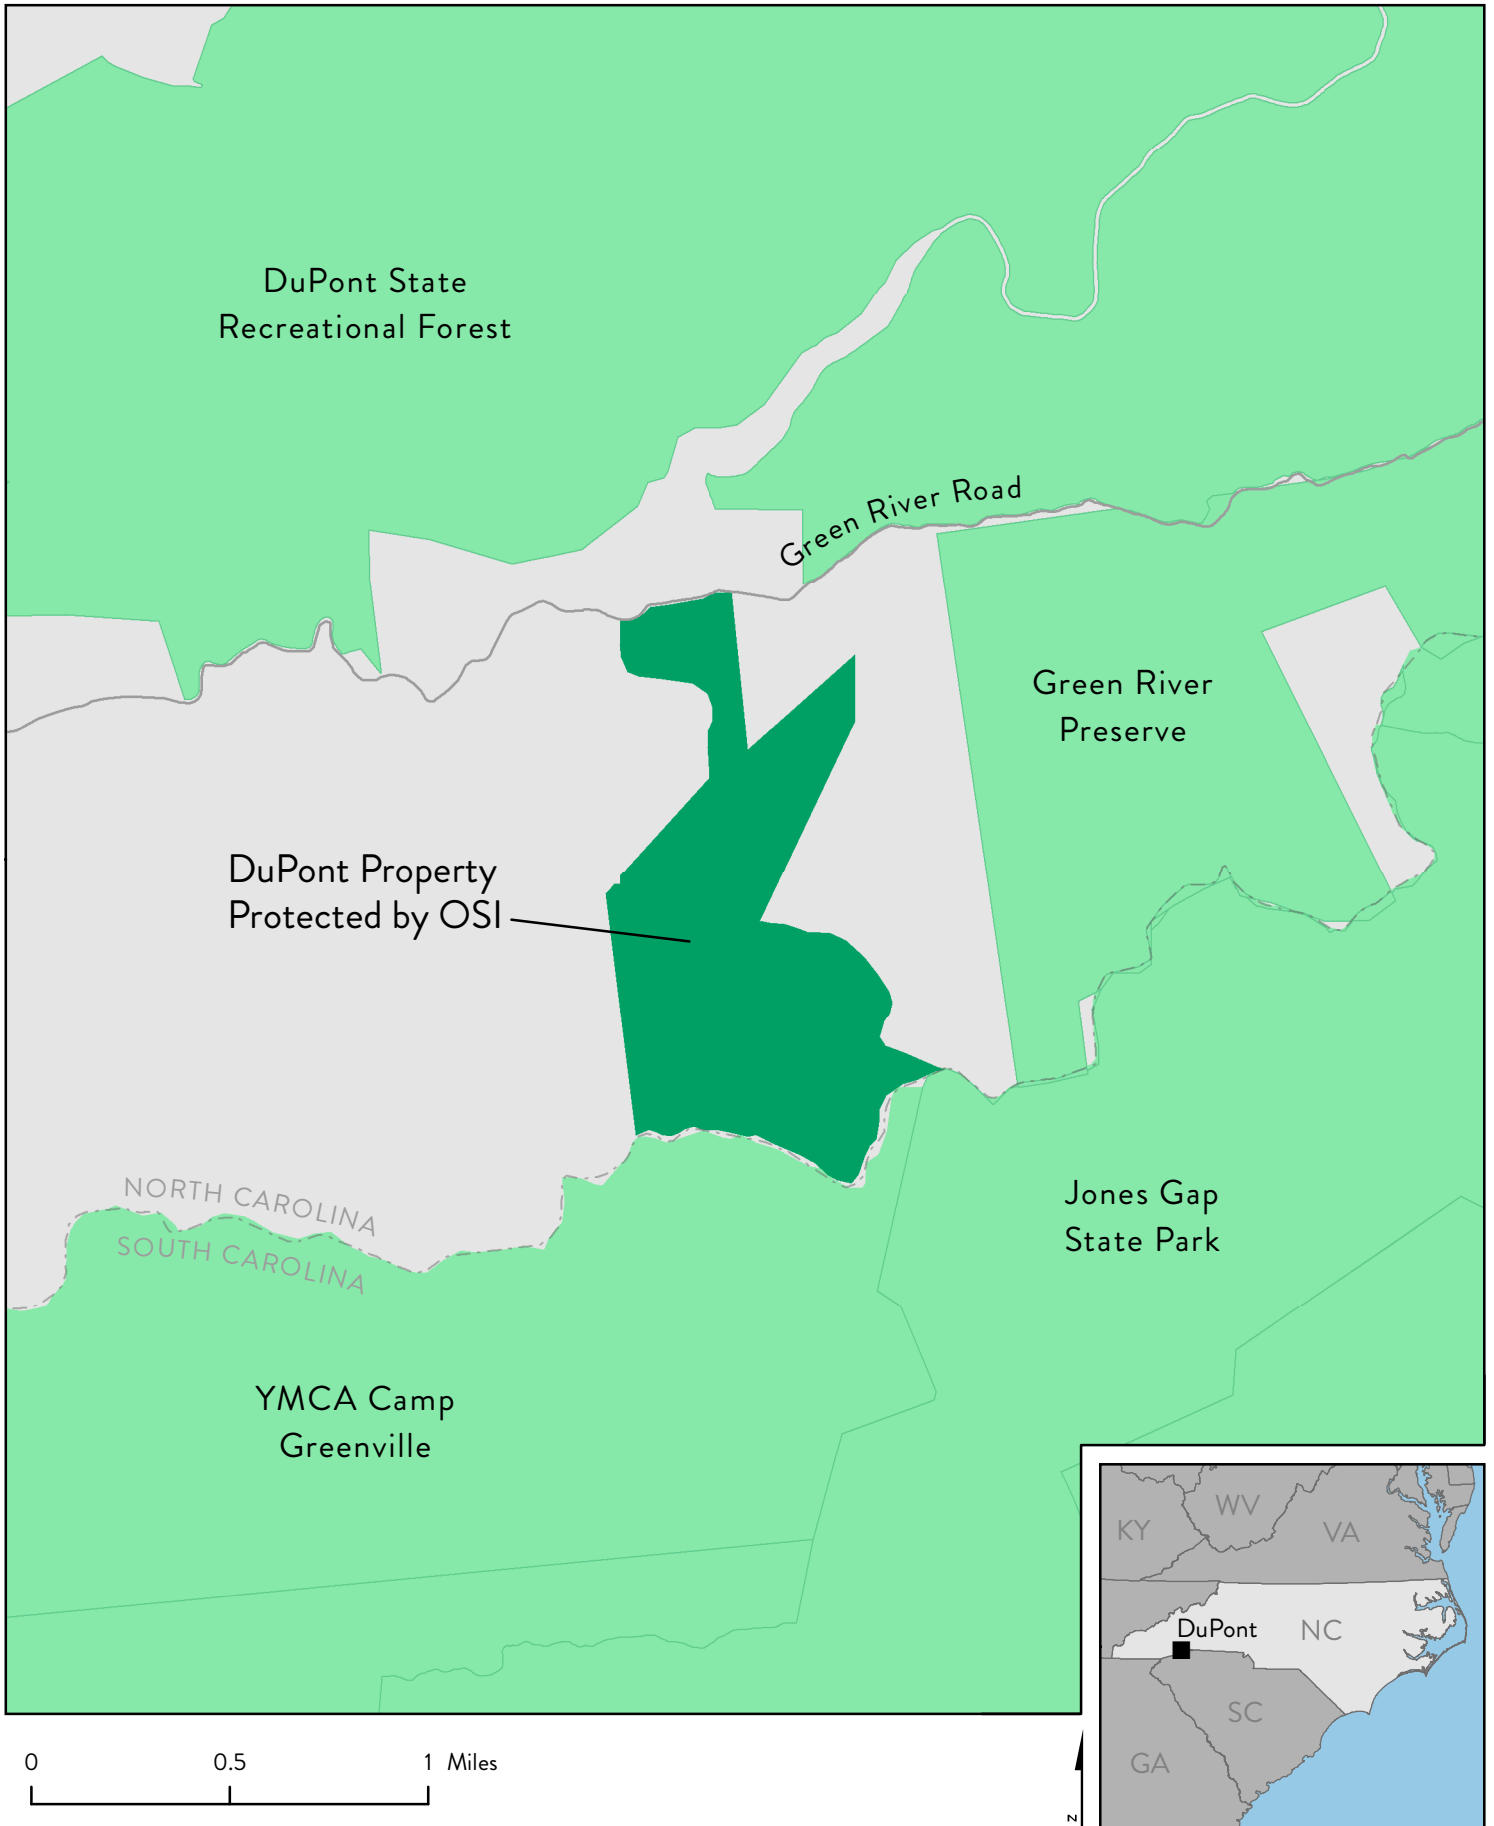 DuPont State
Recreational Forest
Green River Road
Green River
Preserve
DuPont Property
Protected by OSI
NORTH CAROLINA
SOUTH CAROLINA
Jones Gap
State Park
YMCA Camp
Greenville
KY
WV
VA
DuPont
NC
SC
GA
0 0.5 1 Miles
N